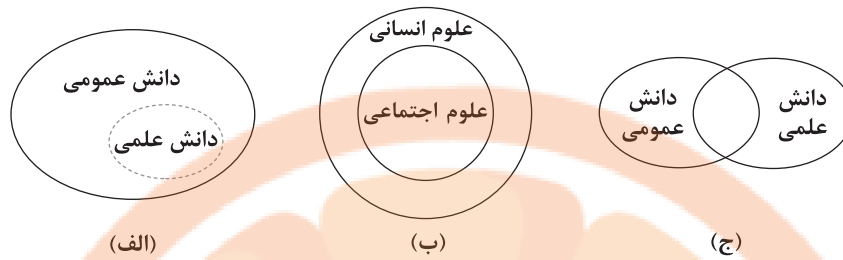 دانش عمومی
دانش علمی
(الف)
علوم انسانی
علوم اجتماعی
(ب)
دانش
عمومی
دانش
علمی
(ج)